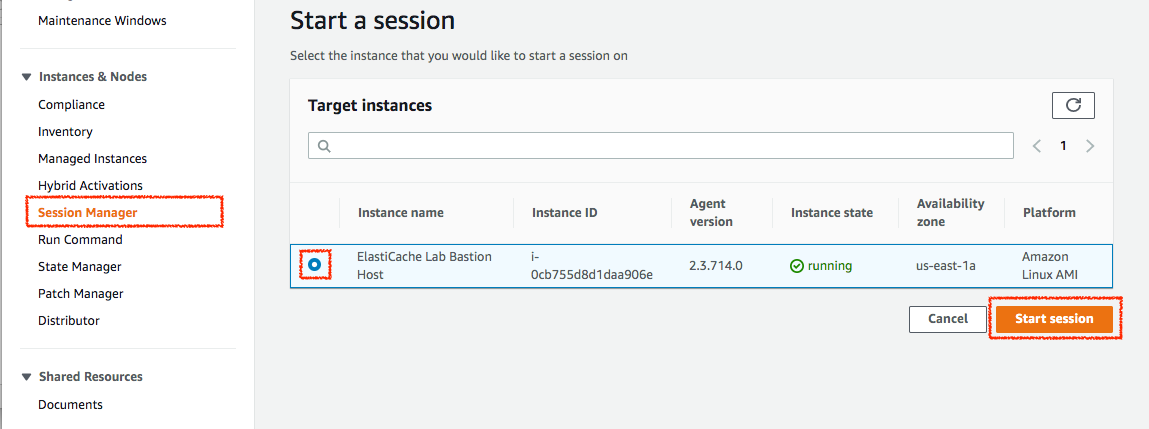 Maintenance Windows
Instances & Nodes
Compliance
Inventory
Managed Instances
Hybrid Activations
Session Manager
Run Command
State Manager
Patch Manager
Distributor
Shared Resources
Documents
Start a session
Select the instance that you would like to start a session on
Target instances
1
Instance name
Instance ID
Agent
version
Instance state
Availability
zone
Platform
ElastiCache Lab Bastion
Host
i-
0cb755d8d1daa906e
2.3.714.0
running
us-east-1a
Amazon
Linux AMI
Cancel
Start session